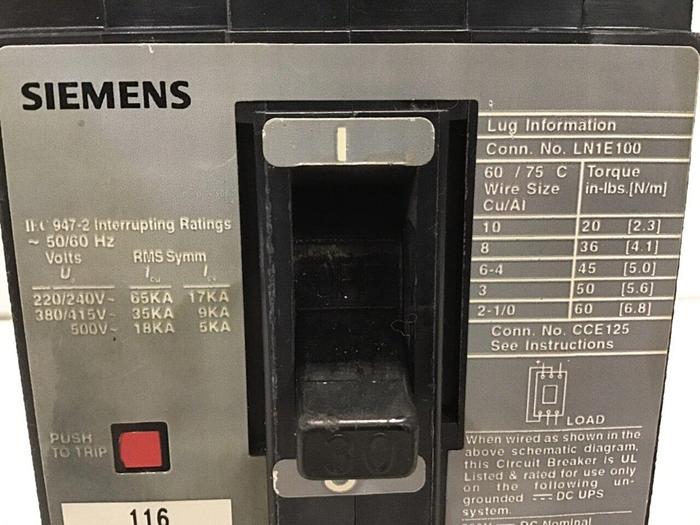 SIEMENS
IEC 947-2 Interrupting Ratings
~ 50/60 Hz
Volts RMS Symm
220/240V~ 65KA 17KA
380/415V~ 35KA 9KA
500V~ 18KA 5KA
PUSH
TO TRIP
116
I
30
O
Lug Information
Conn. No. LN1E100
60 / 75 C Torque
Wire Size in-lbs.[N/m]
Cu/Al
10 20 [2.3]
8 36 [4.1]
6-4 45 [5.0]
3 50 [5.6]
2-1/0 60 [6.8]
Conn. No. CCE125
See Instructions
LOAD
When wired as shown in the
above schematic diagram,
this Circuit Breaker is UL
Listed & rated for use only
on the following un-
grounded DC UPS
system.
DC Nominal